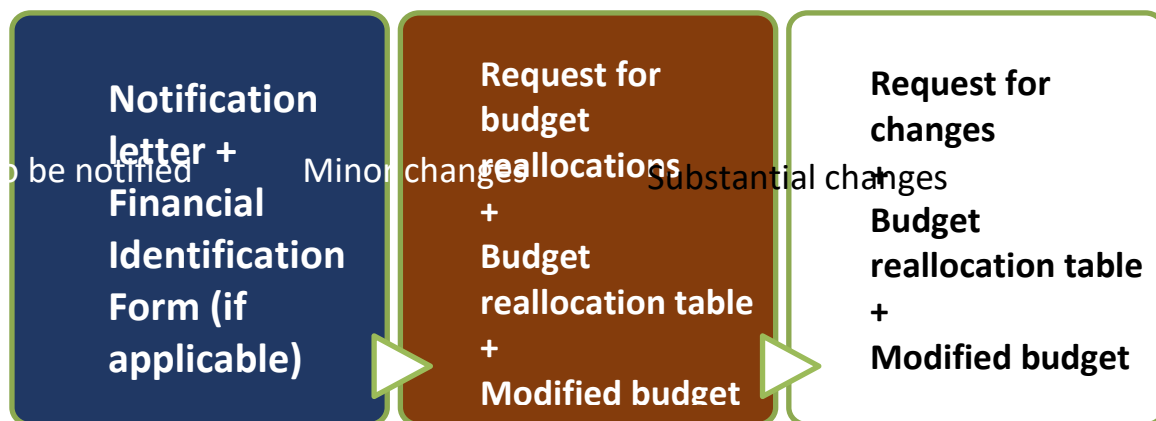 Notification
letter +
Financial
Identification
Form (if
applicable)
o be notified
Request for
budget
reallocations
+
Budget
reallocation table
+
Modified budget
Minor changes
Request for
changes
+
Budget
reallocation table
+
Modified budget
Substantial changes